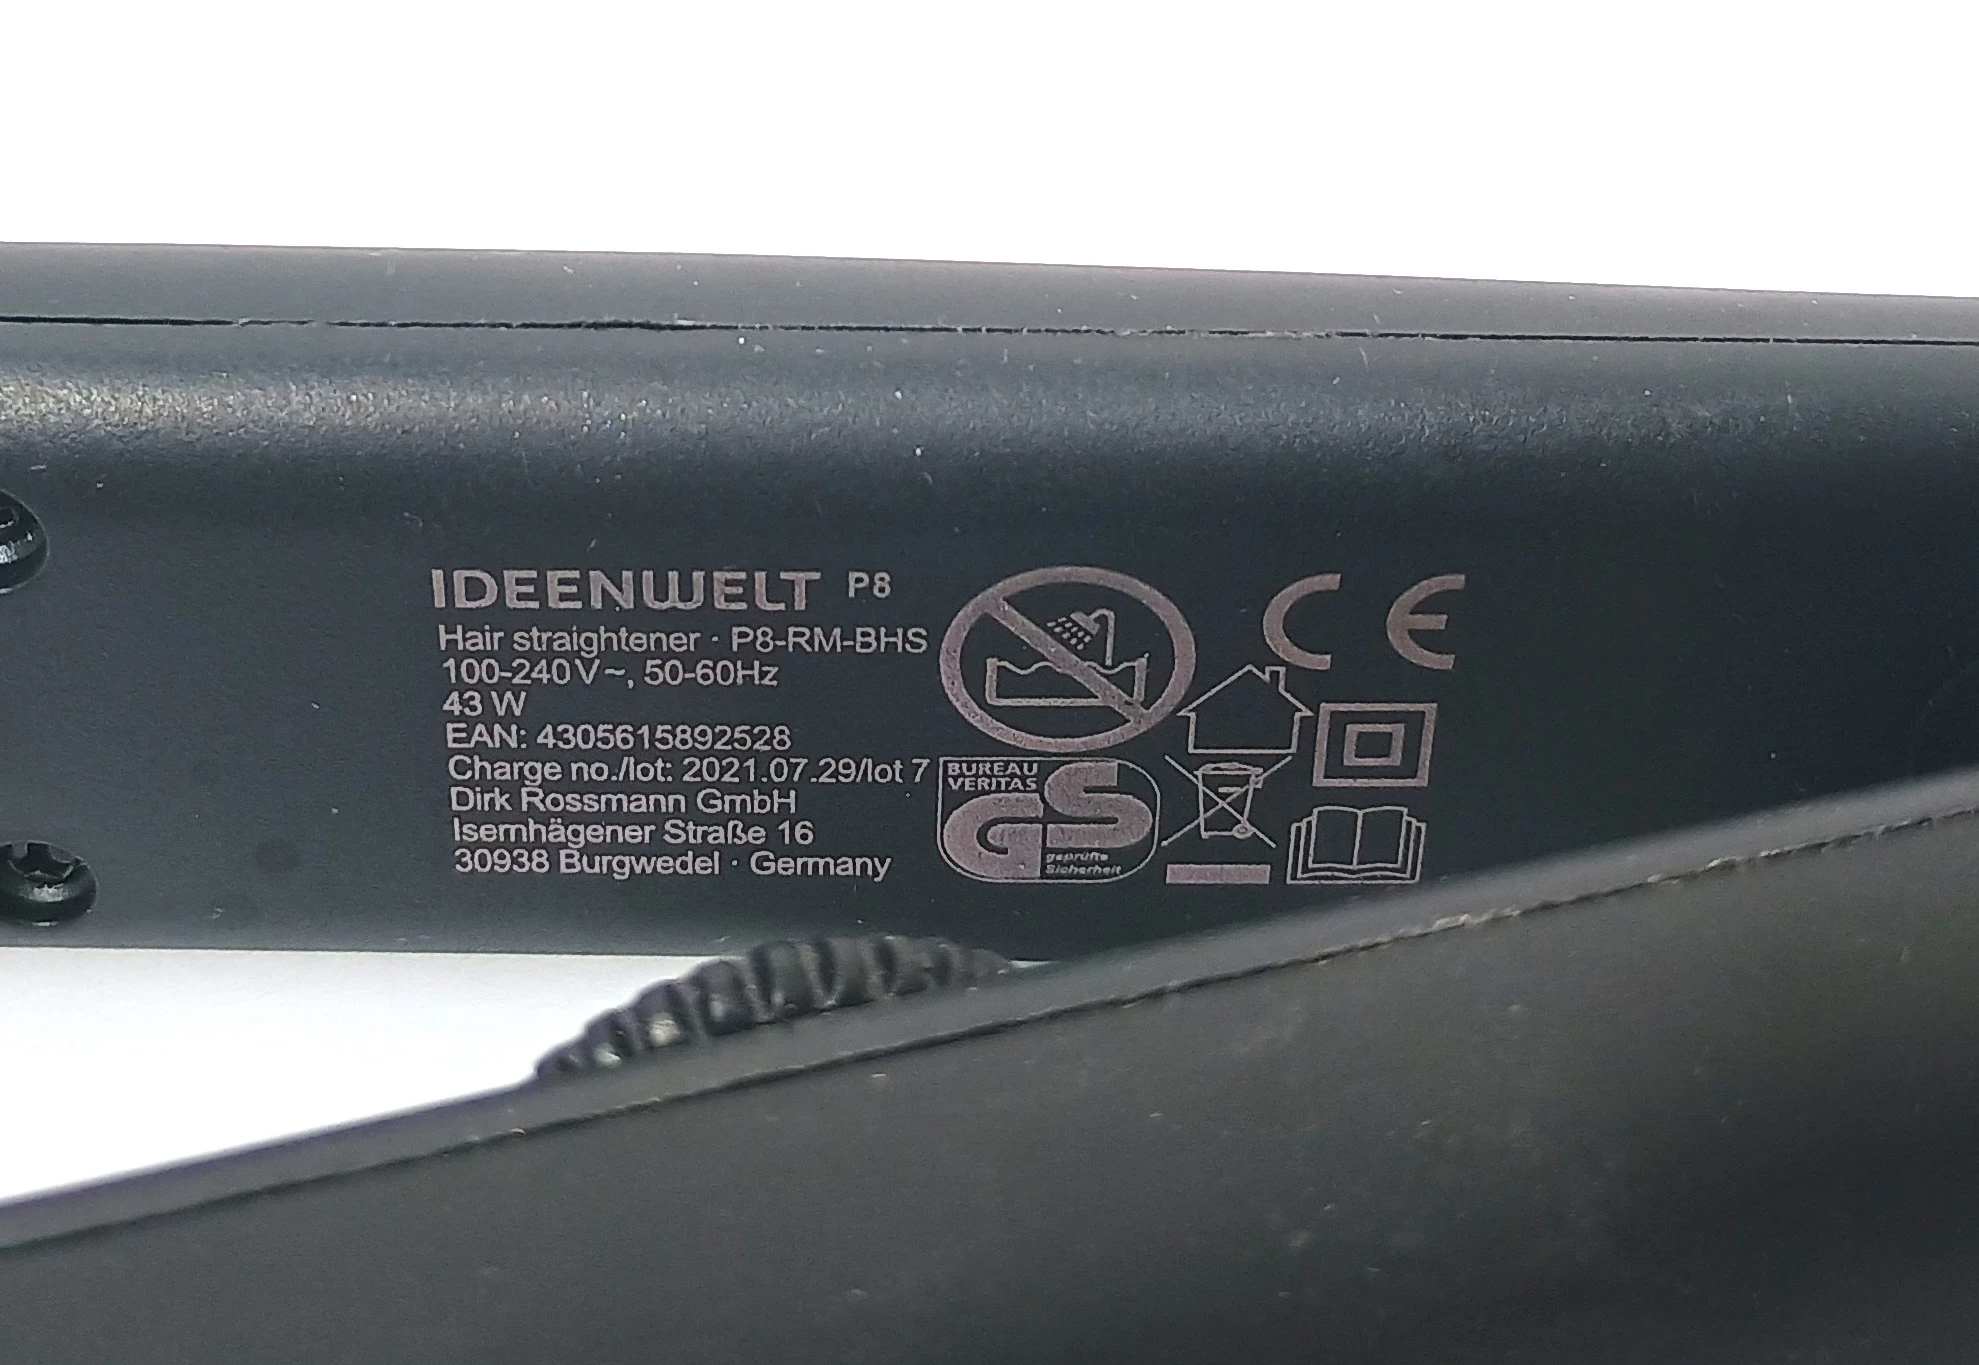 IDEENWELT P8
Hair straightener · P8-RM-BHS
100-240V~, 50-60Hz
43 W
EAN: 4305615892528
Charge no./lot: 2021.07.29/lot 7
Dirk Rossmann GmbH
Isernhägener Straße 16
30938 Burgwedel · Germany
BUREAU
VERITAS
GS
geprüfte
Sicherheit
CE